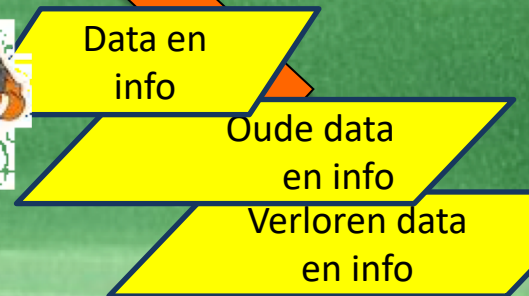 Data en
info
Oude data
en info
Verloren data
en info